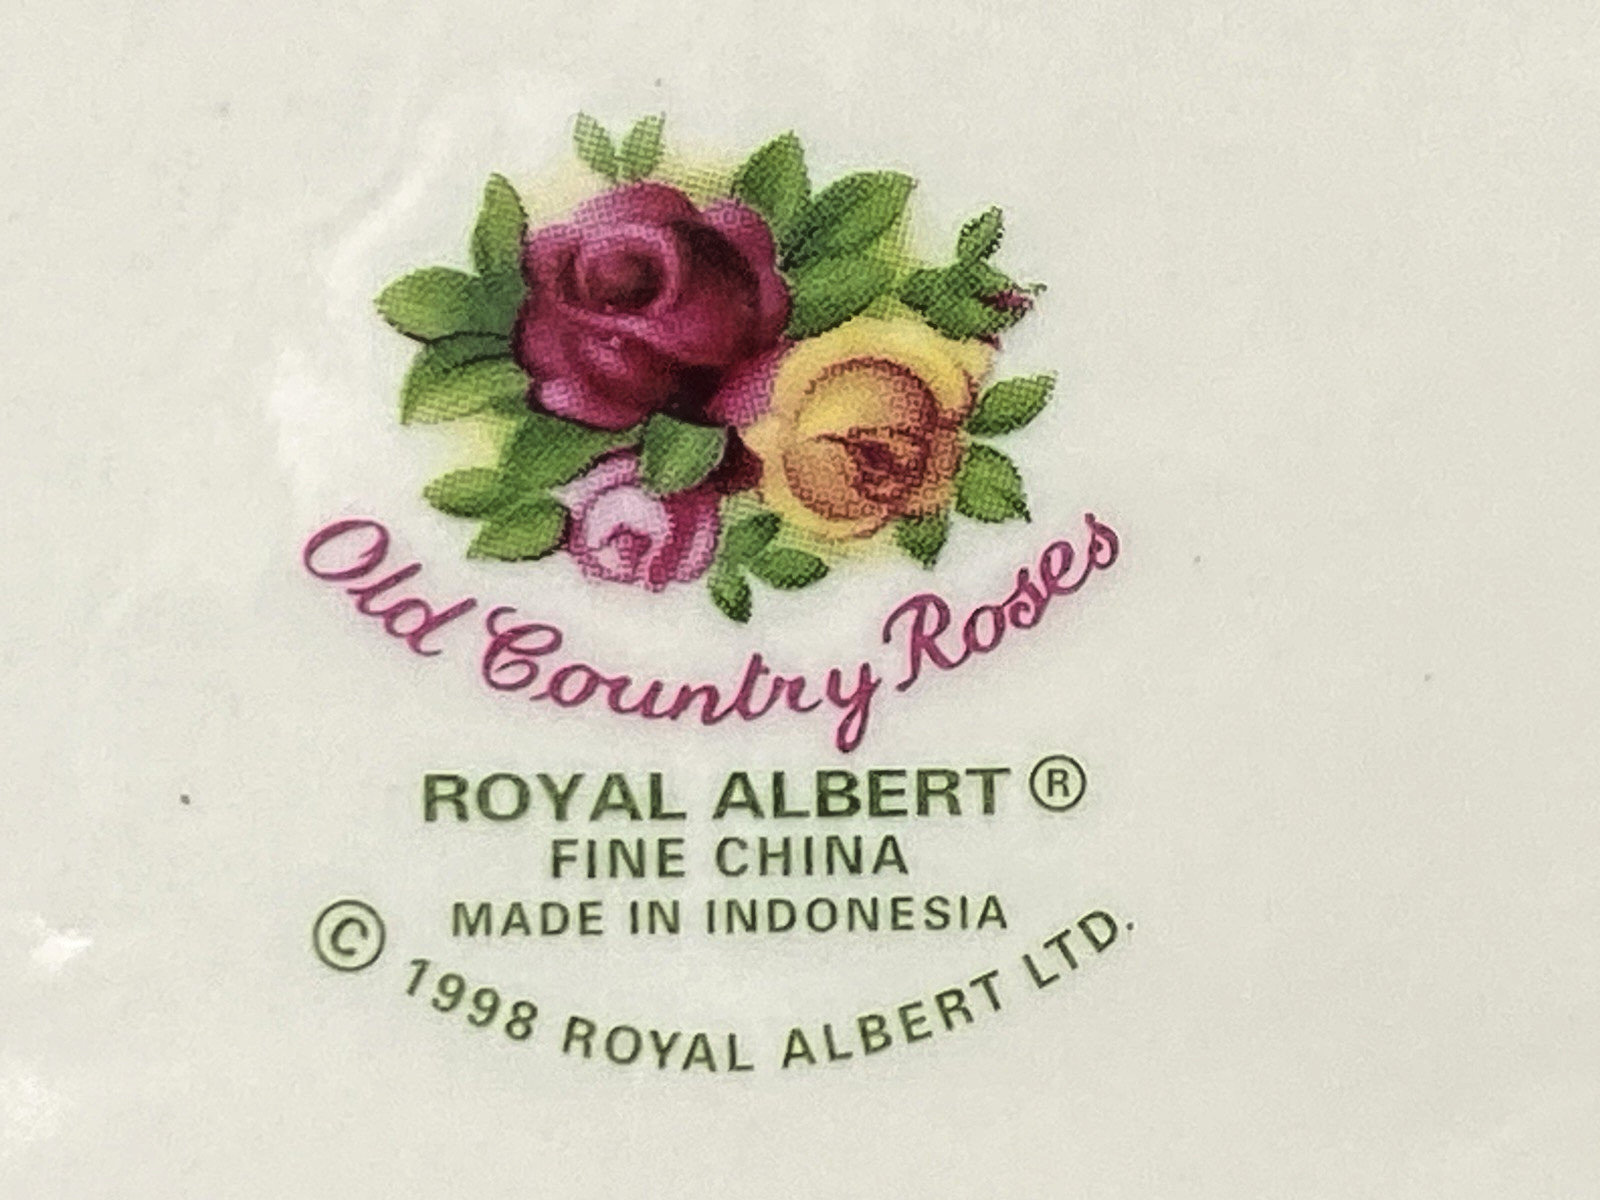 Old Country Roses
ROYAL ALBERT ®
FINE CHINA
MADE IN INDONESIA
© 1998 ROYAL ALBERT LTD.